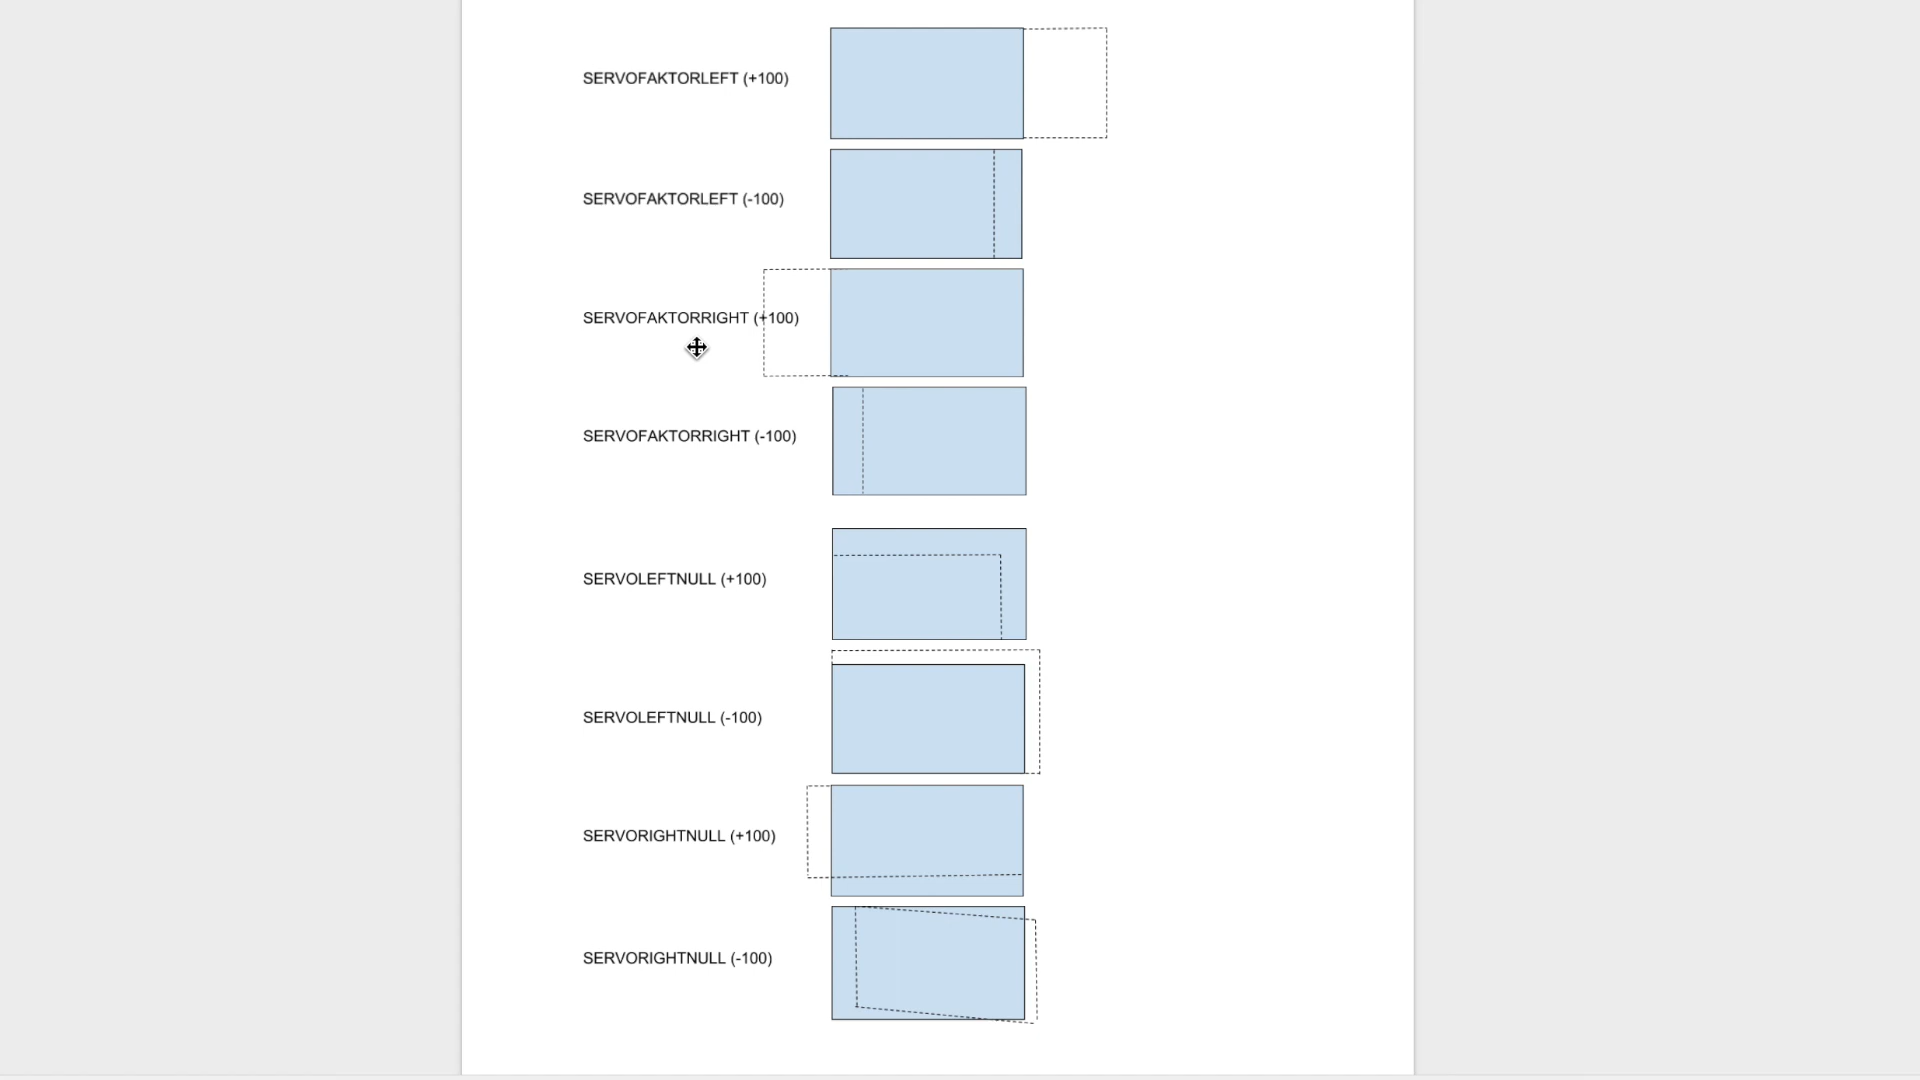 SERVOFAKTORLEFT (+100)
SERVOFAKTORLEFT (-100)
SERVOFAKTORRIGHT (+100)
SERVOFAKTORRIGHT (-100)
SERVOLEFTNULL (+100)
SERVOLEFTNULL (-100)
SERVORIGHTNULL (+100)
SERVORIGHTNULL (-100)